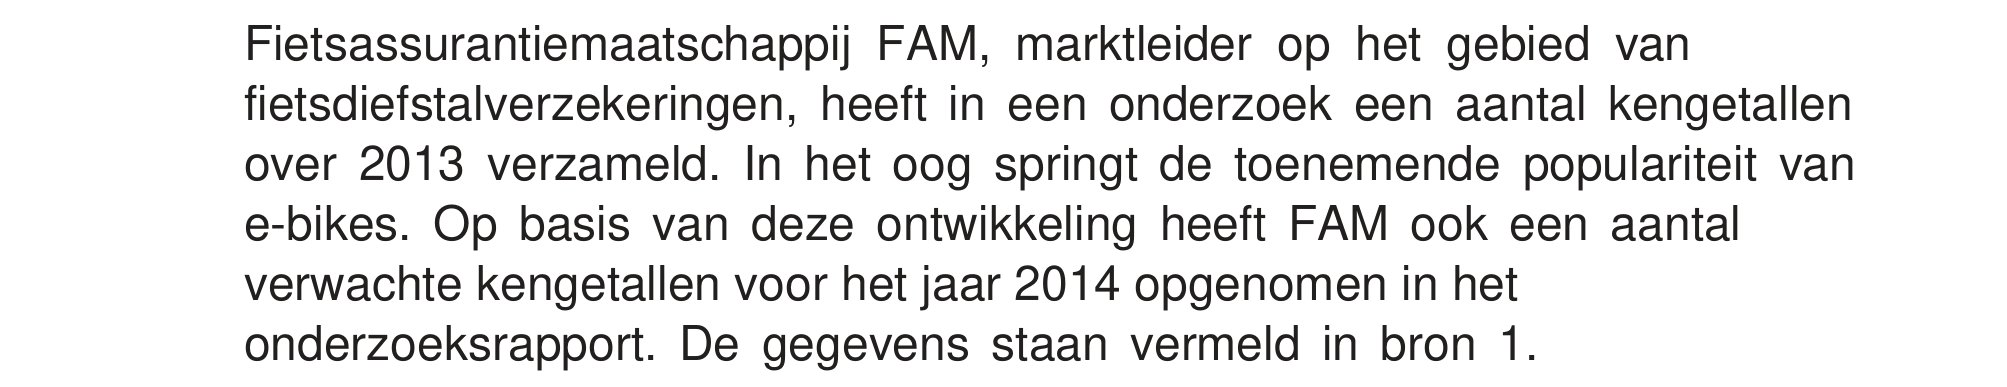 Fietsassurantiemaatschappij FAM, marktleider op het gebied van
fietsdiefstalverzekeringen, heeft in een onderzoek een aantal kengetallen
over 2013 verzameld. In het oog springt de toenemende populariteit van
e-bikes. Op basis van deze ontwikkeling heeft FAM ook een aantal
verwachte kengetallen voor het jaar 2014 opgenomen in het
onderzoeksrapport. De gegevens staan vermeld in bron 1.